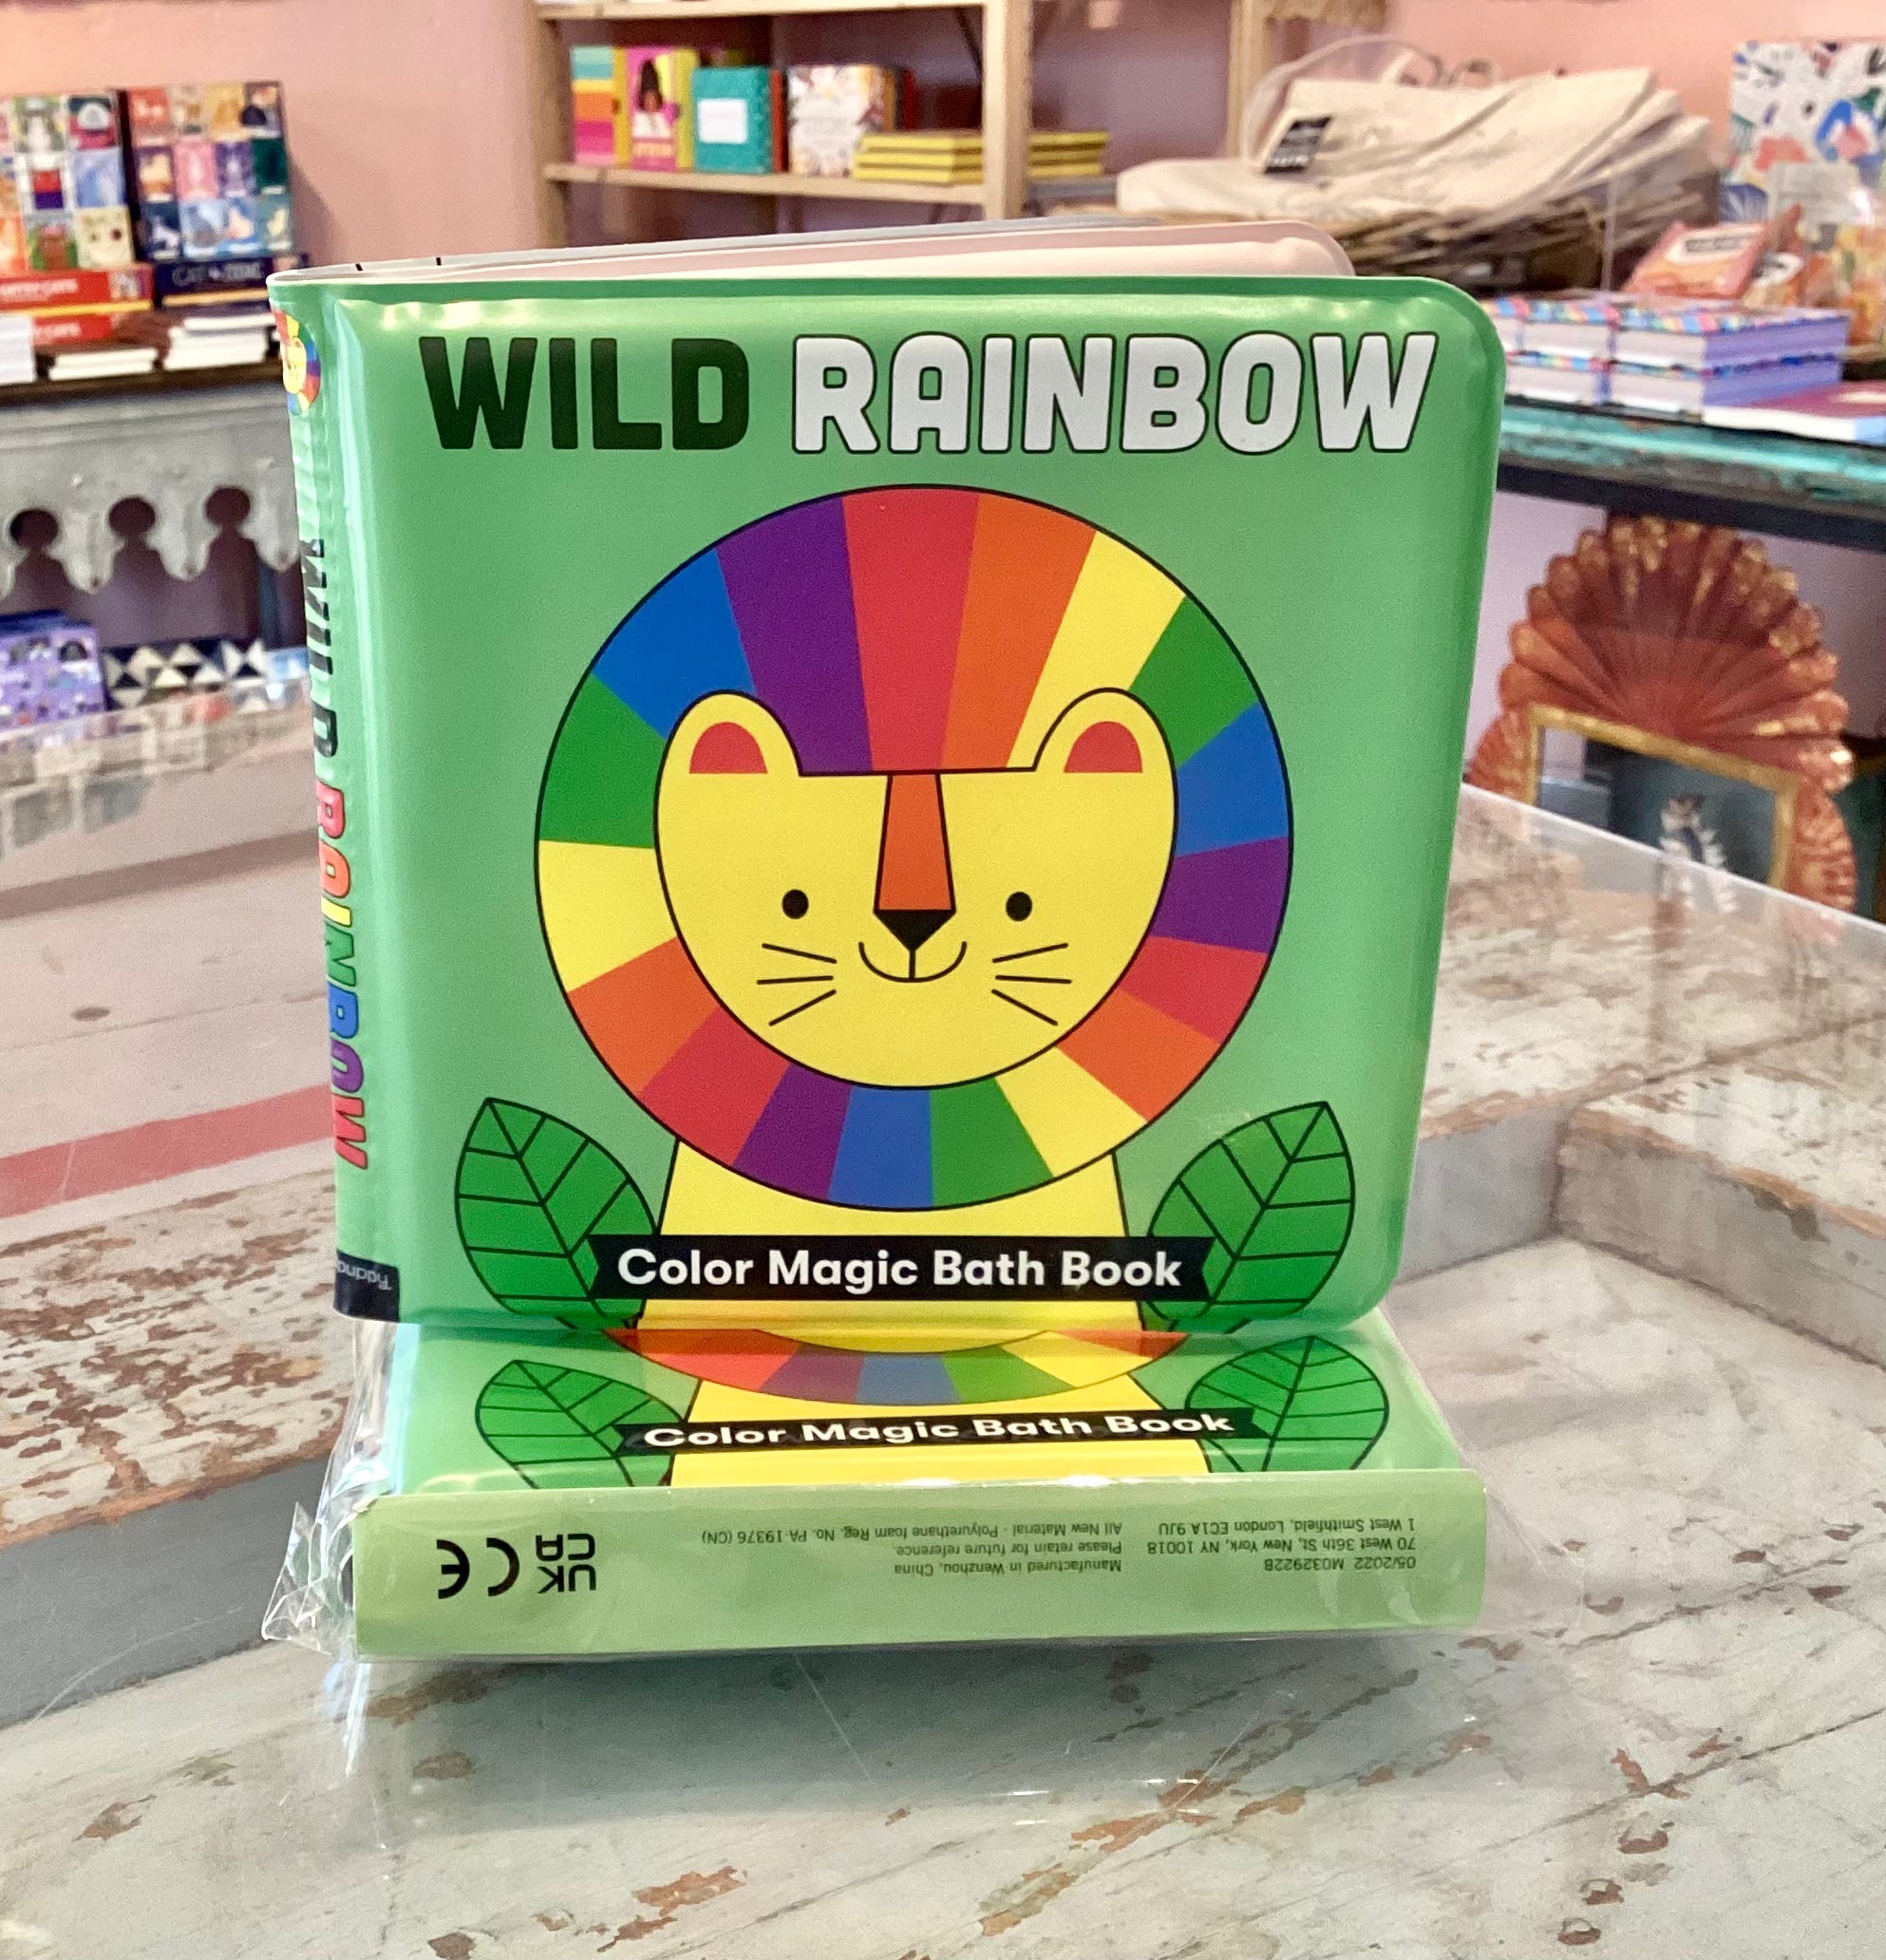 WILD RAINBOW
WILD RAINBOW
Color Magic Bath Book
Color Magic Bath Book
05/2022 M0329228
70 West 36th St, New York, NY 10018
1 West Smithfield, London EC1A 9JU
Manufactured in Wenzhou, China
Please retain for future reference.
All New Material - Polyurethane foam Reg. No. PA-19376 (CN)
UK
CA
CE